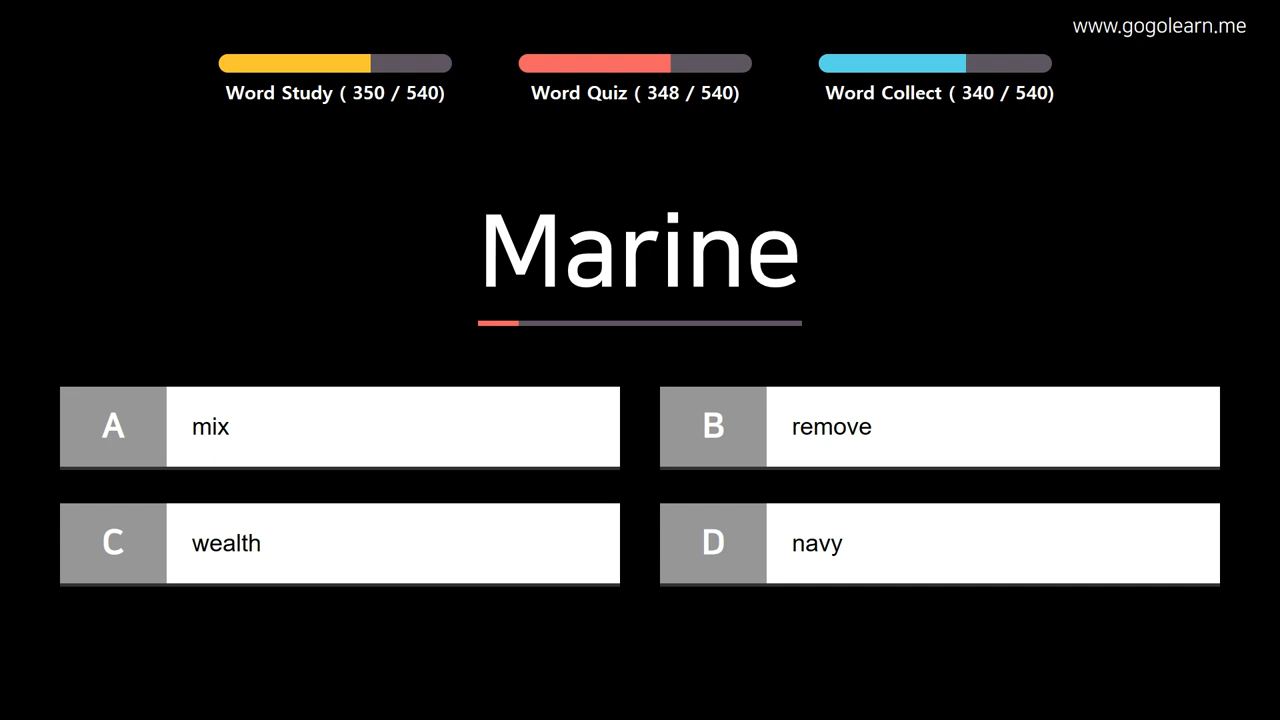 www.gogolearn.me
Word Study ( 350 / 540)
Word Quiz ( 348 / 540)
Word Collect ( 340 / 540)
Marine
A mix
B remove
C wealth
D navy